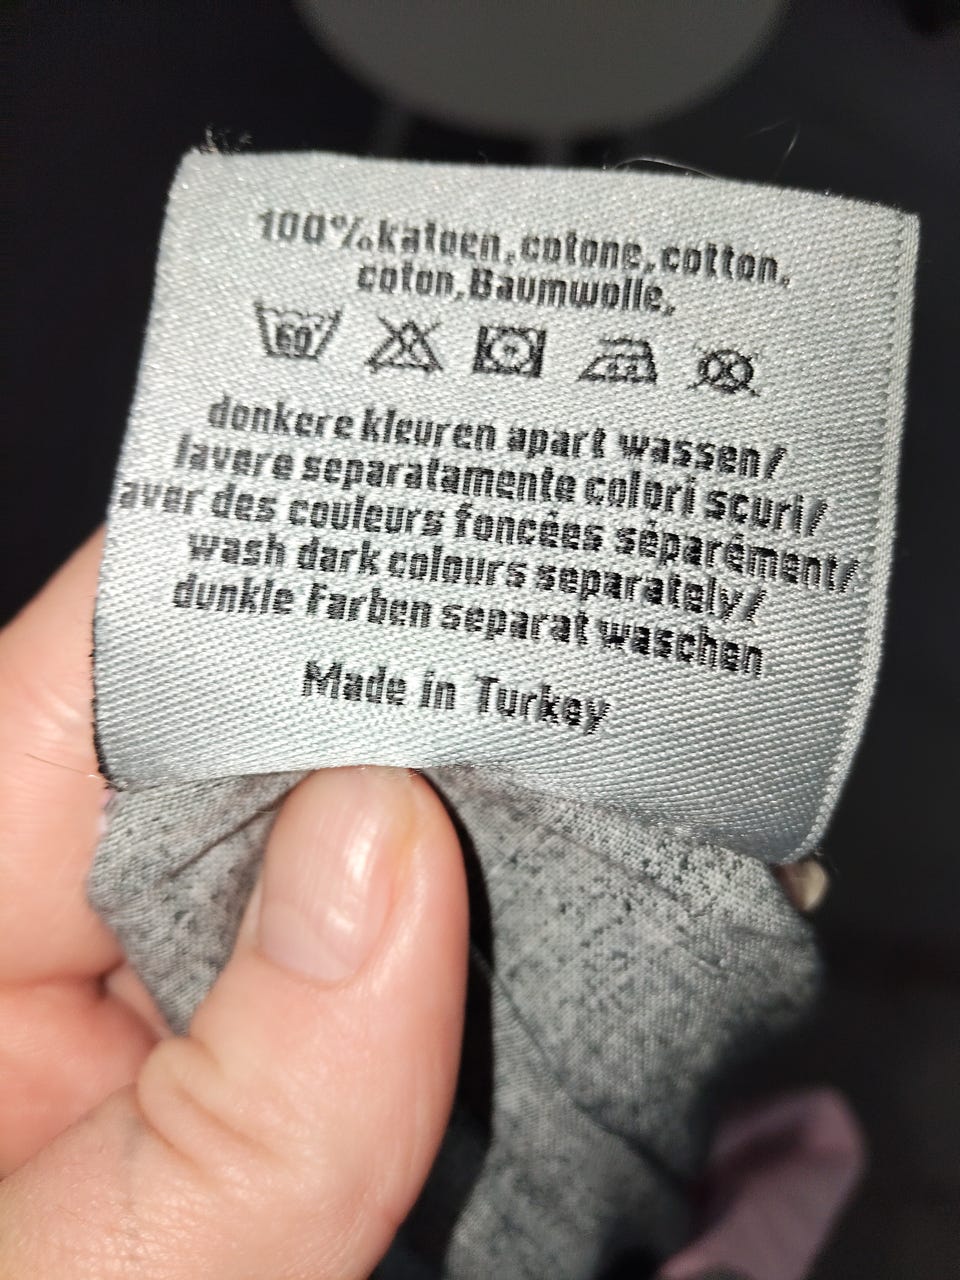 100%.katoen,cotone,cotton,
coton,Baumwolle,
60
donkere kleuren apart wassen/
lavere separatamente colori scuri/
aver des couleurs foncées séparément/
wash dark colours separately/
dunkle Farben separat waschen
Made in Turkey